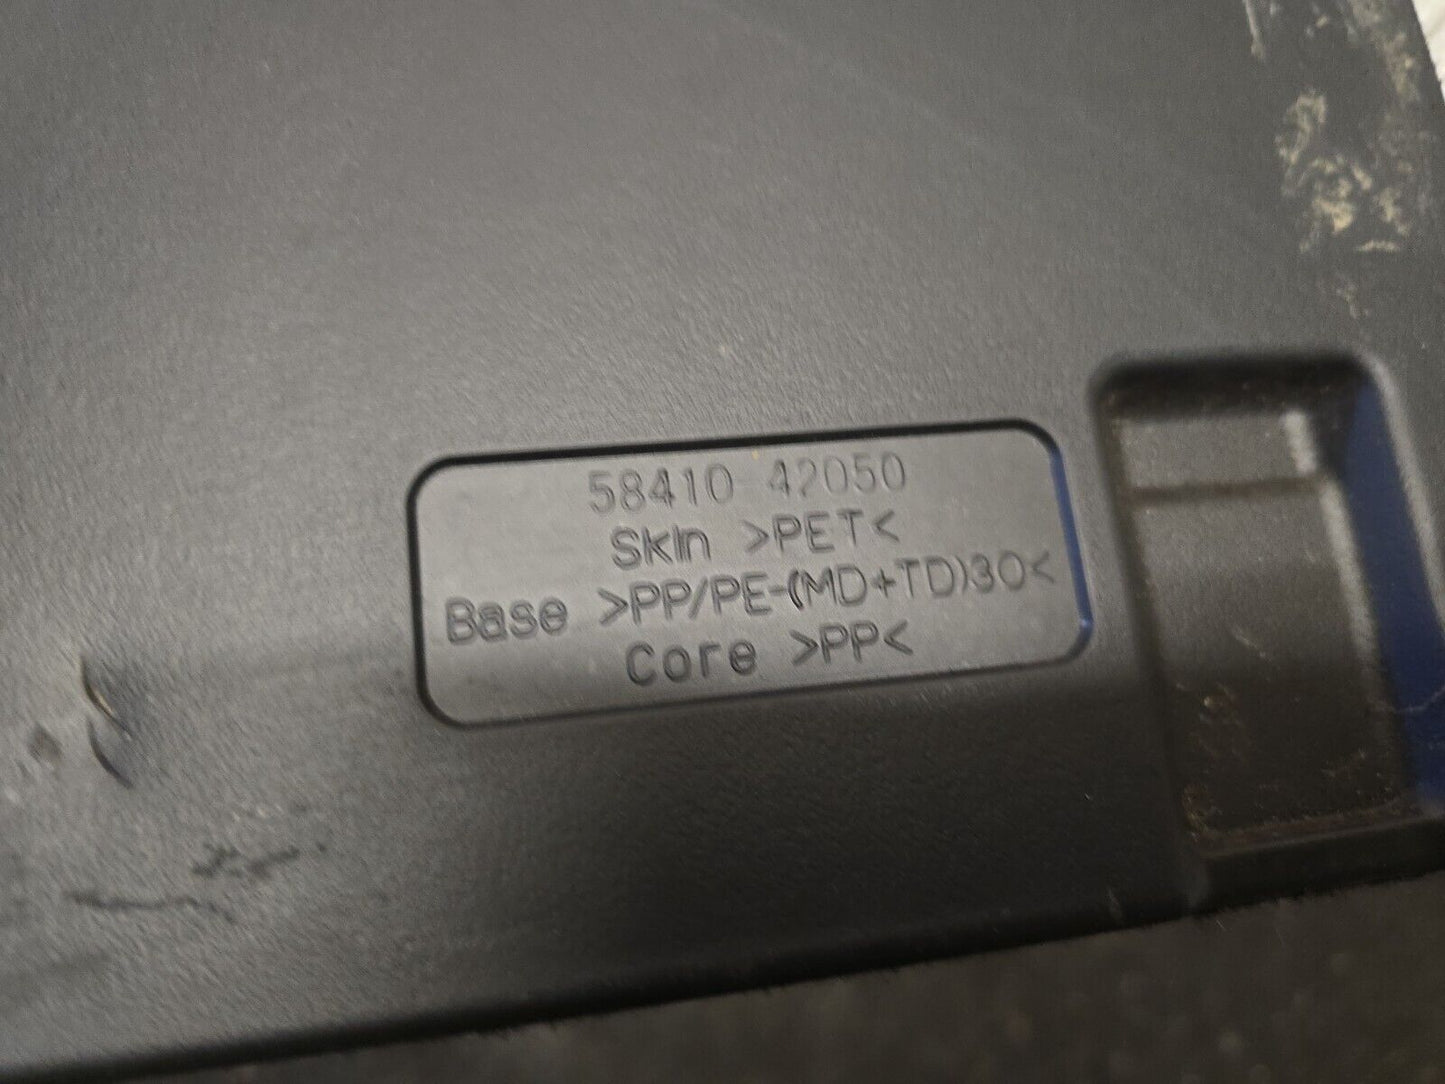 58410 42050
Skin >PET<
Base >PP/PE-(MD+TD)30<
Core >PP<